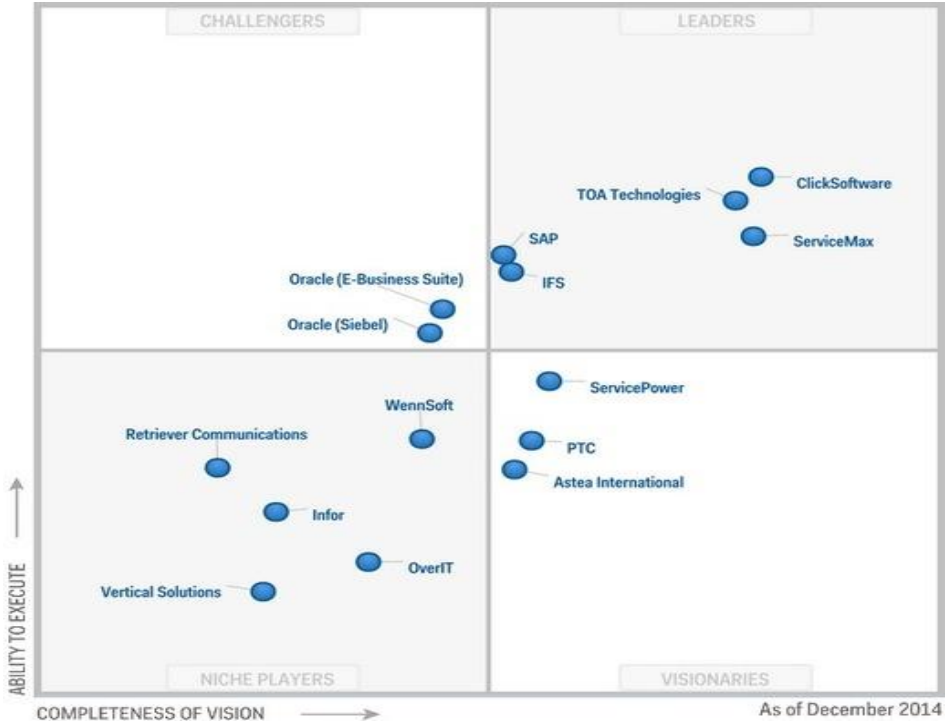 CHALLENGERS
LEADERS
ClickSoftware
TOA Technologies
ServiceMax
SAP
IFS
Oracle (E-Business Suite)
Oracle (Siebel)
ServicePower
WennSoft
Retriever Communications
PTC
Astea International
Infor
OverIT
Vertical Solutions
ABILITY TO EXECUTE
NICHE PLAYERS
VISIONARIES
COMPLETENESS OF VISION
As of December 2014